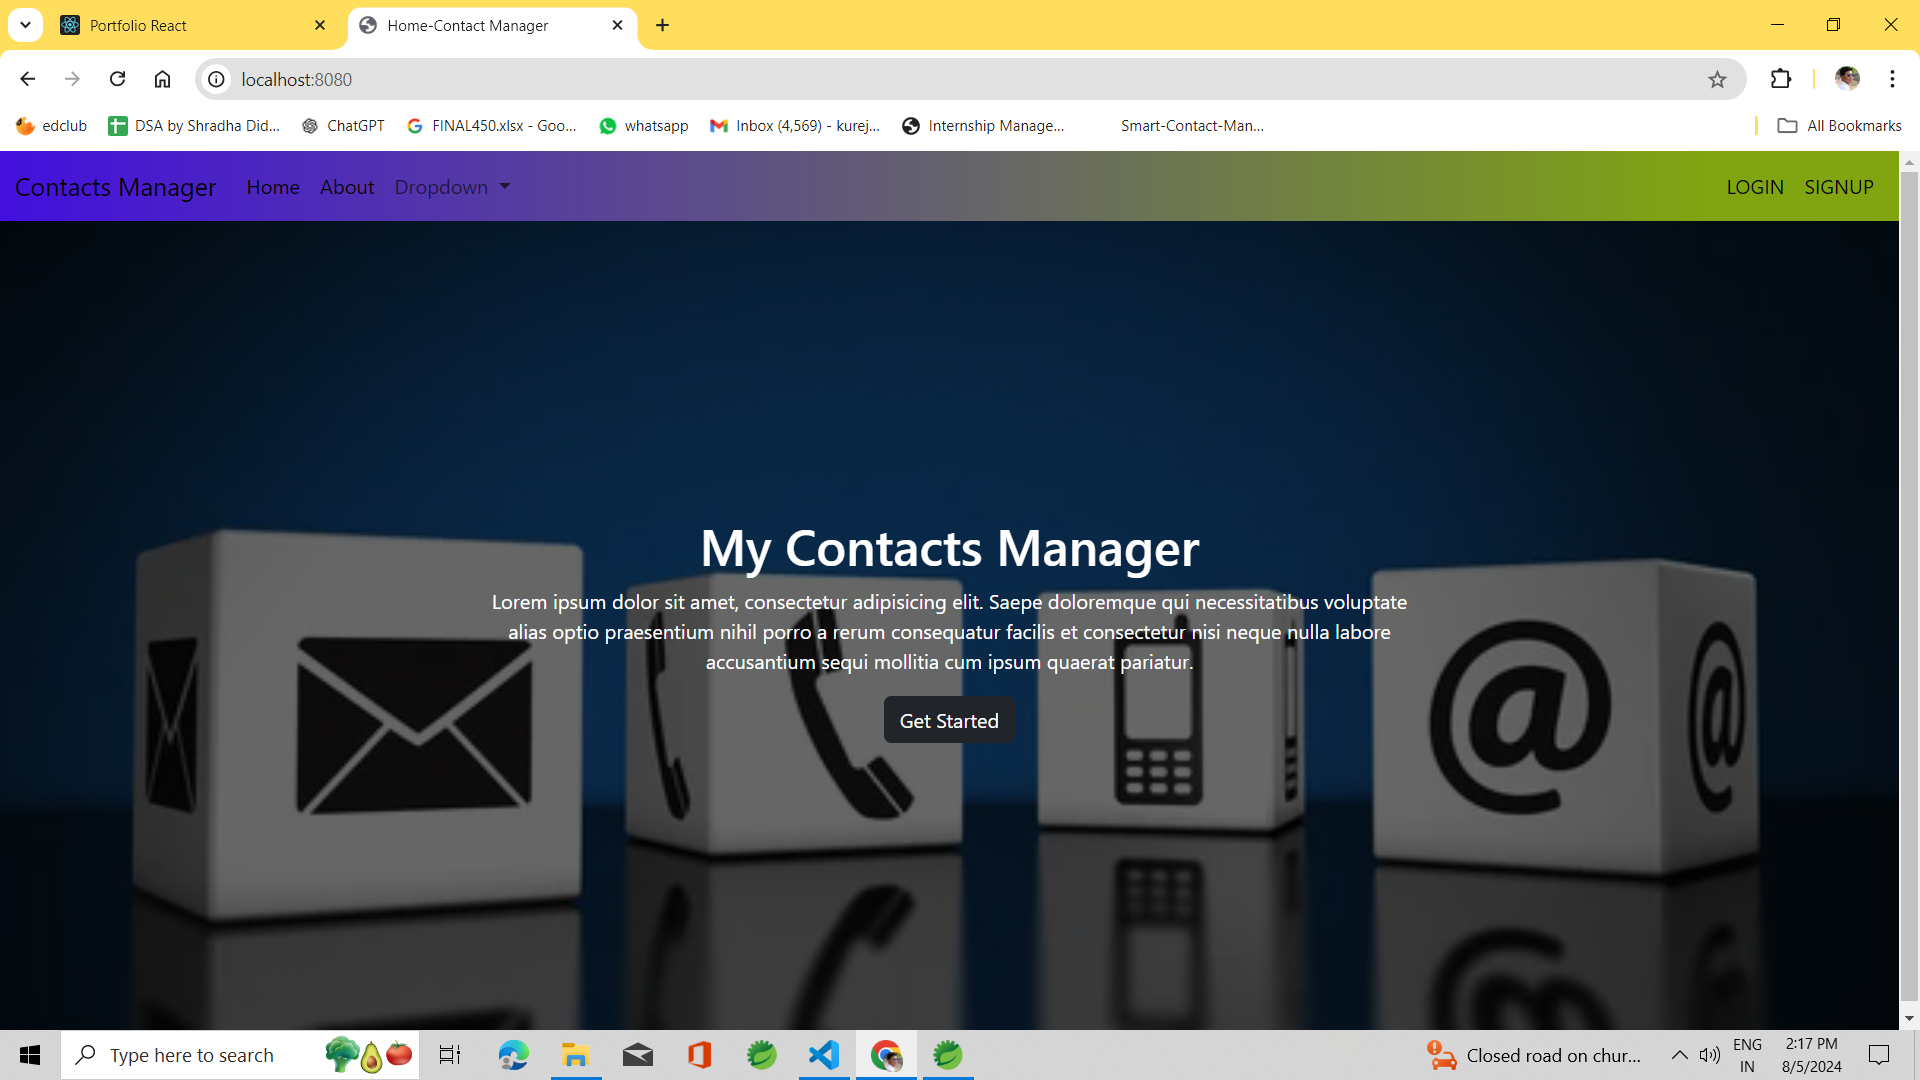 Portfolio React
Home-Contact Manager
localhost:8080
edclub
DSA by Shradha Did...
ChatGPT
FINAL450.xlsx - Goo...
whatsapp
Inbox (4,569) - kurej...
Internship Manage...
Smart-Contact-Man...
All Bookmarks
Contacts Manager
Home
About
Dropdown
LOGIN
SIGNUP
My Contacts Manager
Lorem ipsum dolor sit amet, consectetur adipisicing elit. Saepe doloremque qui necessitatibus voluptate
alias optio praesentium nihil porro a rerum consequatur facilis et consectetur nisi neque nulla labore
accusantium sequi mollitia cum ipsum quaerat pariatur.
Get Started
Type here to search
Closed road on chur...
ENG
IN
2:17 PM
8/5/2024